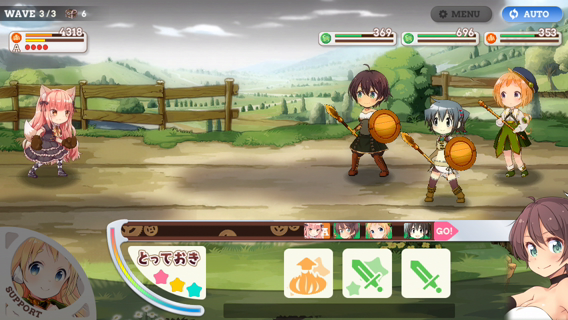 WAVE 3/3 6
MENU
AUTO
4318
A
369
696
353
GO!
とっておき
SUPPORT